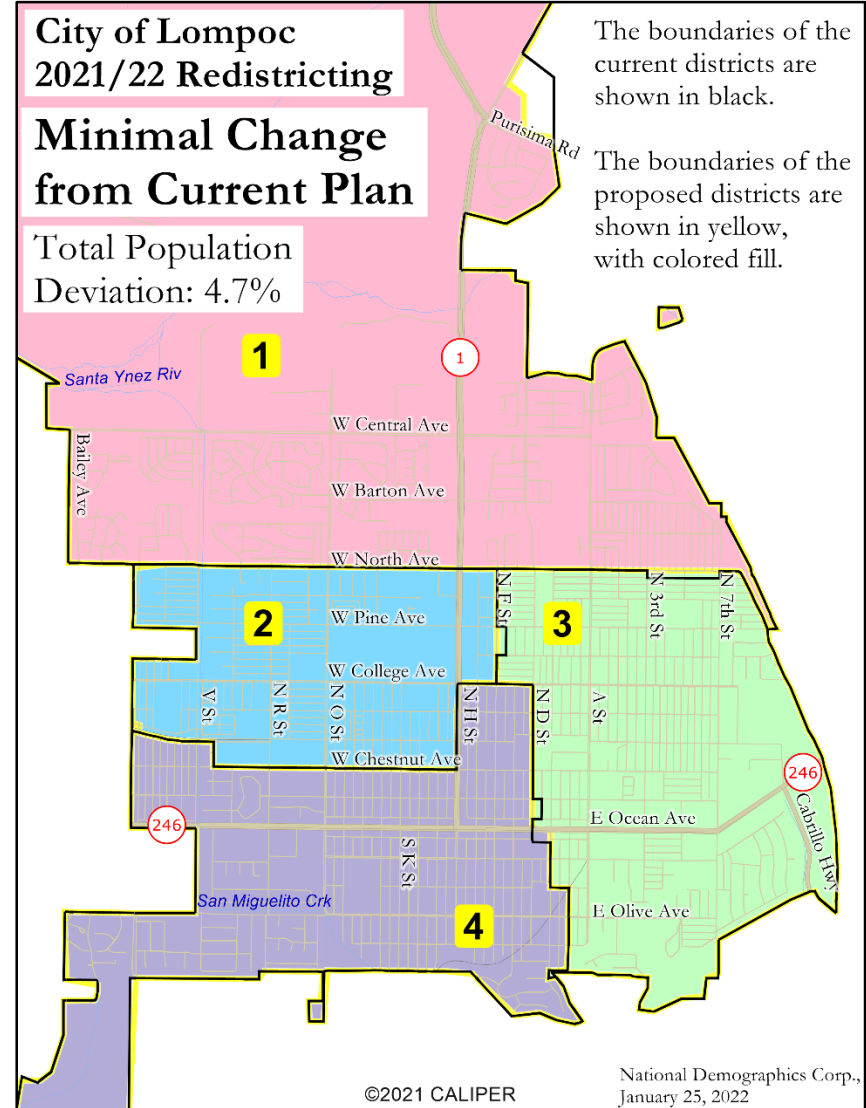 City of Lompoc
2021/22 Redistricting
Minimal Change
from Current Plan
Total Population
Deviation: 4.7%
The boundaries of the
current districts are
shown in black.
The boundaries of the
proposed districts are
shown in yellow,
with colored fill.
Purisima Rd
1
1
Santa Ynez Riv
W Central Ave
Bailey Ave
W Barton Ave
W North Ave
N F St
N 3rd St
N 7th St
2
W Pine Ave
3
W College Ave
V St
N R St
N O St
N H St
N D St
A St
W Chestnut Ave
246
246
E Ocean Ave
Cabrillo Hwy
S K St
San Miguelito Crk
4
E Olive Ave
©2021 CALIPER
National Demographics Corp.,
January 25, 2022